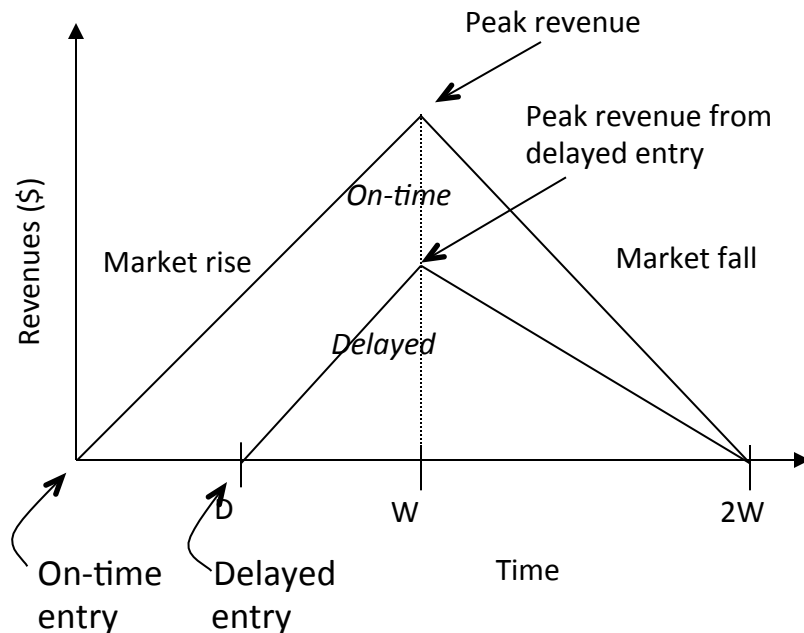 Peak revenue
Peak revenue from
delayed entry
On-time
Market rise
Market fall
Delayed
Revenues ($)
D
W
2W
Time
On-time
entry
Delayed
entry